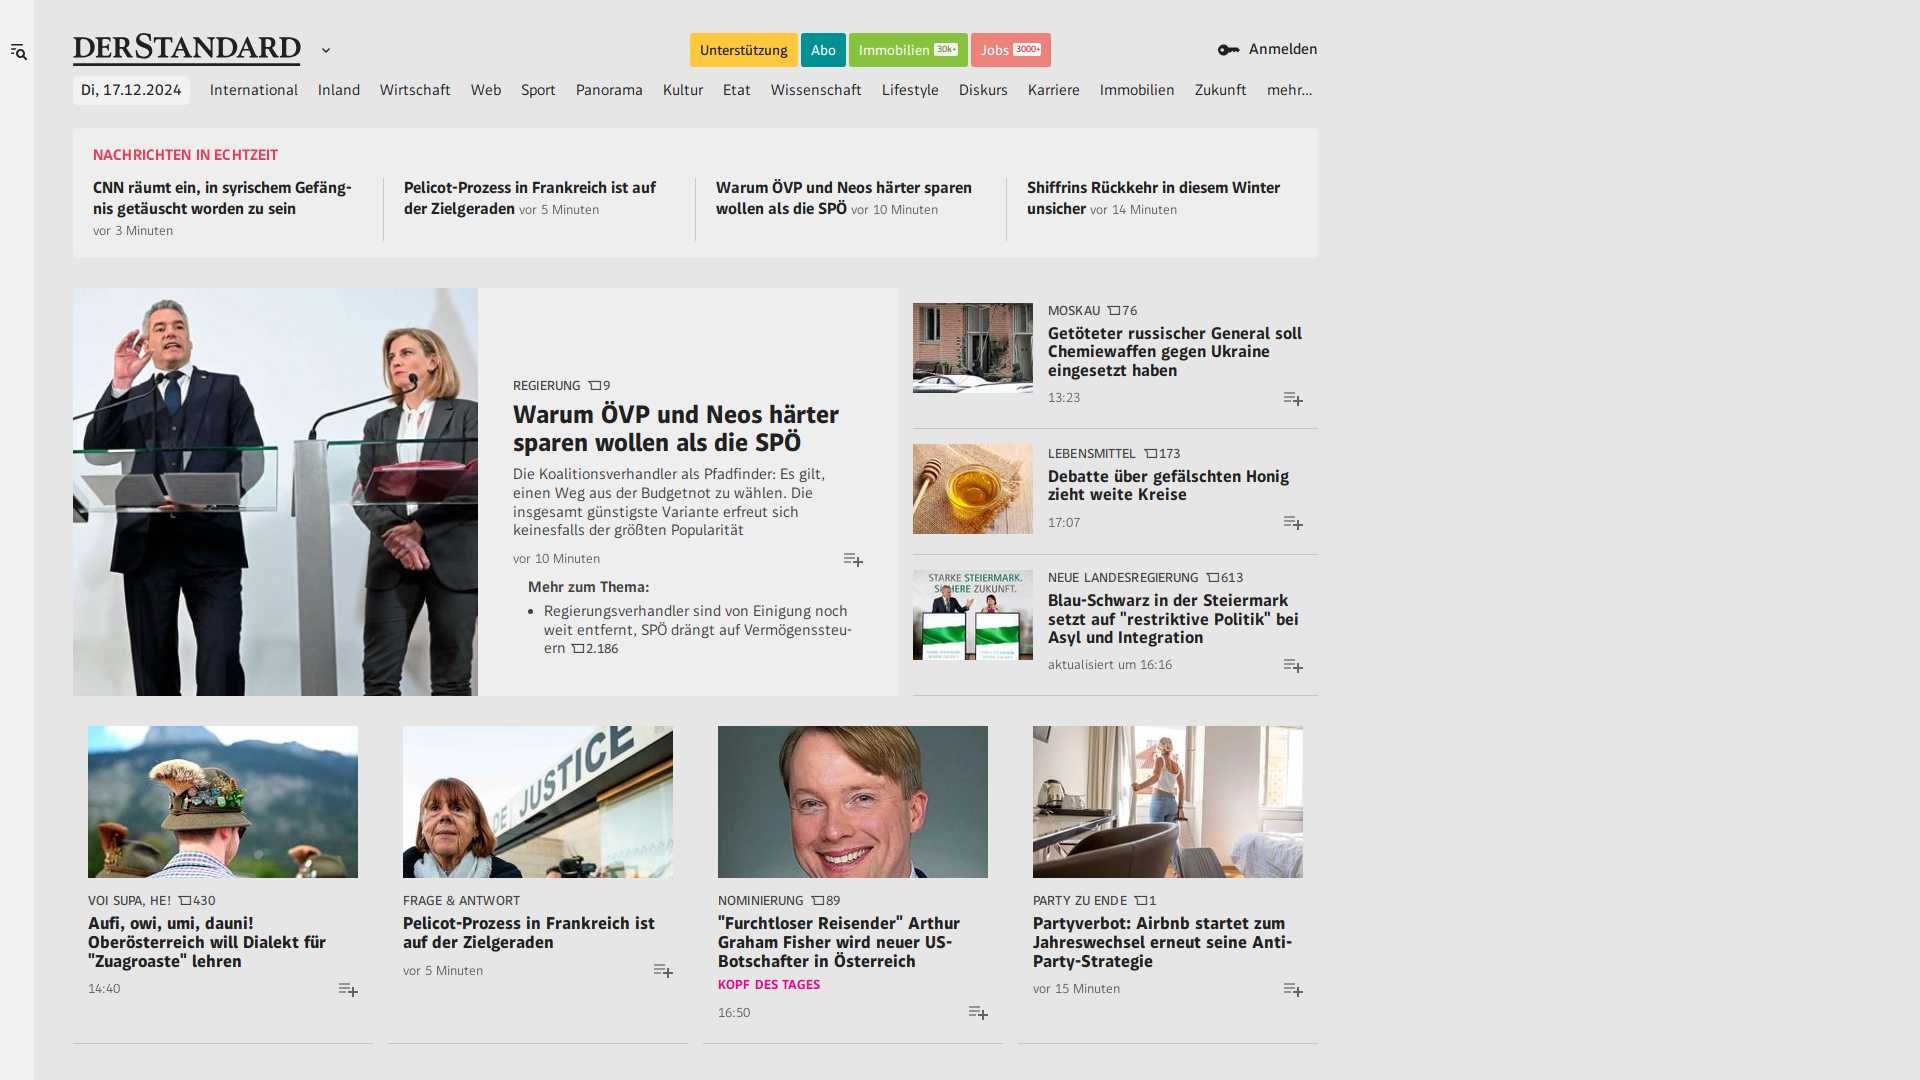 DERSTANDARD
Unterstützung
Abo
Immobilien 30k+
Jobs 3000+
Anmelden
Di, 17.12.2024 International Inland Wirtschaft Web Sport Panorama Kultur Etat Wissenschaft Lifestyle Diskurs Karriere Immobilien Zukunft mehr…
NACHRICHTEN IN ECHTZEIT
CNN räumt ein, in syrischem Gefäng-
nis getäuscht worden zu sein
vor 3 Minuten
Pelicot-Prozess in Frankreich ist auf
der Zielgeraden vor 5 Minuten
Warum ÖVP und Neos härter sparen
wollen als die SPÖ vor 10 Minuten
Shiffrins Rückkehr in diesem Winter
unsicher vor 14 Minuten
REGIERUNG 9
Warum ÖVP und Neos härter
sparen wollen als die SPÖ
Die Koalitionsverhandler als Pfadfinder: Es gilt,
einen Weg aus der Budgetnot zu wählen. Die
insgesamt günstigste Variante erfreut sich
keinesfalls der größten Popularität
vor 10 Minuten
Mehr zum Thema:
• Regierungsverhandler sind von Einigung noch
weit entfernt, SPÖ drängt auf Vermögenssteu-
ern 2.186
MOSKAU 76
Getöteter russischer General soll
Chemiewaffen gegen Ukraine
eingesetzt haben
13:23
LEBENSMITTEL 173
Debatte über gefälschten Honig
zieht weite Kreise
17:07
STARKE STEIERMARK.
SICHERE ZUKUNFT.
NEUE LANDESREGIERUNG 613
Blau-Schwarz in der Steiermark
setzt auf "restriktive Politik" bei
Asyl und Integration
aktualisiert um 16:16
VOI SUPA, HE! 430
Aufi, owi, umi, dauni!
Oberösterreich will Dialekt für
"Zuagroaste" lehren
14:40
DE JUSTICE
FRAGE & ANTWORT
Pelicot-Prozess in Frankreich ist
auf der Zielgeraden
vor 5 Minuten
NOMINIERUNG 89
"Furchtloser Reisender" Arthur
Graham Fisher wird neuer US-
Botschafter in Österreich
KOPF DES TAGES
16:50
PARTY ZU ENDE 1
Partyverbot: Airbnb startet zum
Jahreswechsel erneut seine Anti-
Party-Strategie
vor 15 Minuten